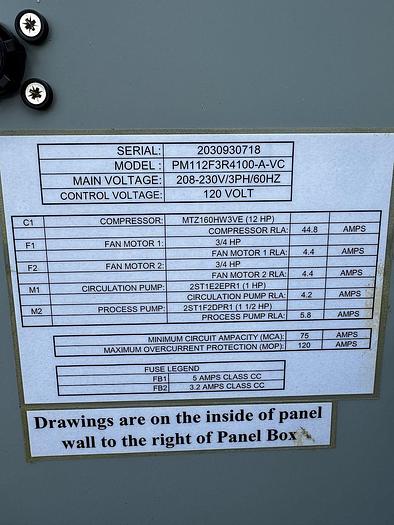 SERIAL: 2030930718
MODEL : PM112F3R4100-A-VC
MAIN VOLTAGE: 208-230V/3PH/60HZ
CONTROL VOLTAGE: 120 VOLT
C1 COMPRESSOR: MTZ160HW3VE (12 HP)
COMPRESSOR RLA: 44.8 AMPS
F1 FAN MOTOR 1: 3/4 HP
FAN MOTOR 1 RLA: 4.4 AMPS
F2 FAN MOTOR 2: 3/4 HP
FAN MOTOR 2 RLA: 4.4 AMPS
M1 CIRCULATION PUMP: 2ST1E2EPR1 (1 HP)
CIRCULATION PUMP RLA: 4.2 AMPS
M2 PROCESS PUMP: 2ST1F2DPR1 (1 1/2 HP)
PROCESS PUMP RLA: 5.8 AMPS
MINIMUM CIRCUIT AMPACITY (MCA): 75 AMPS
MAXIMUM OVERCURRENT PROTECTION (MOP): 120 AMPS
FUSE LEGEND
FB1 5 AMPS CLASS CC
FB2 3.2 AMPS CLASS CC
Drawings are on the inside of panel
wall to the right of Panel Box